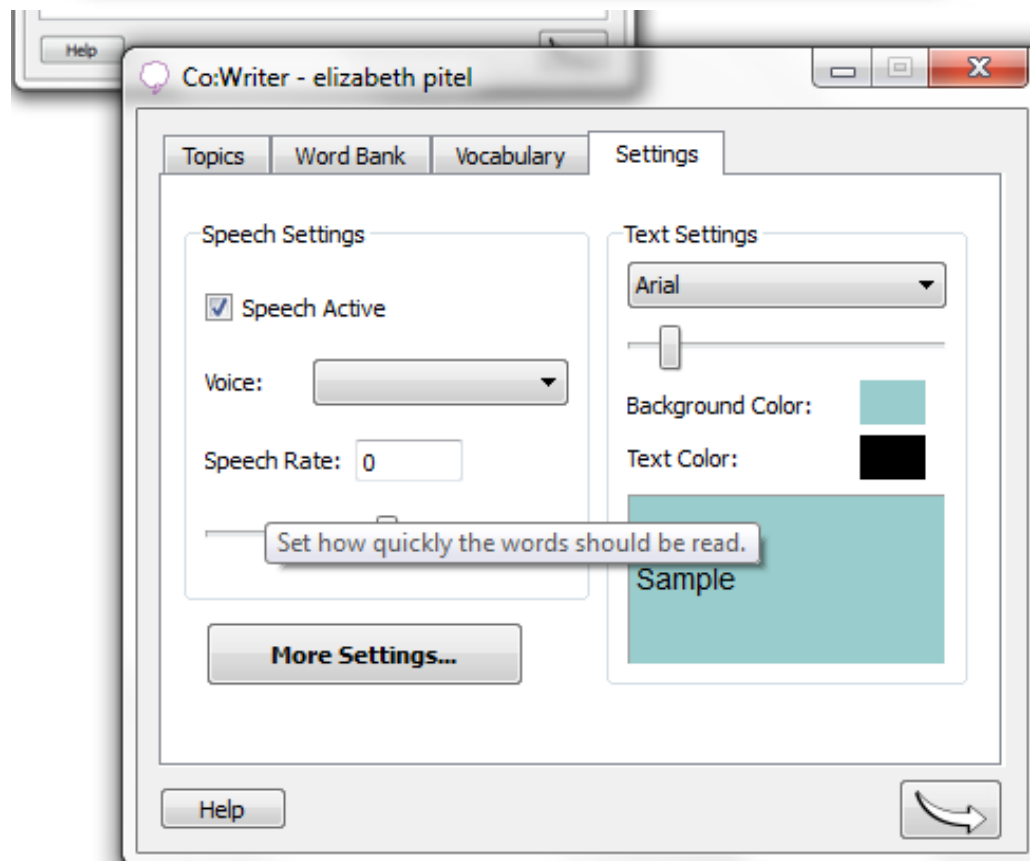 Help
Co:Writer - elizabeth pitel
Topics Word Bank Vocabulary Settings
Speech Settings
Speech Active
Voice:
Speech Rate: 0
Set how quickly the words should be read.
More Settings...
Text Settings
Arial
Background Color:
Text Color:
Sample
Help